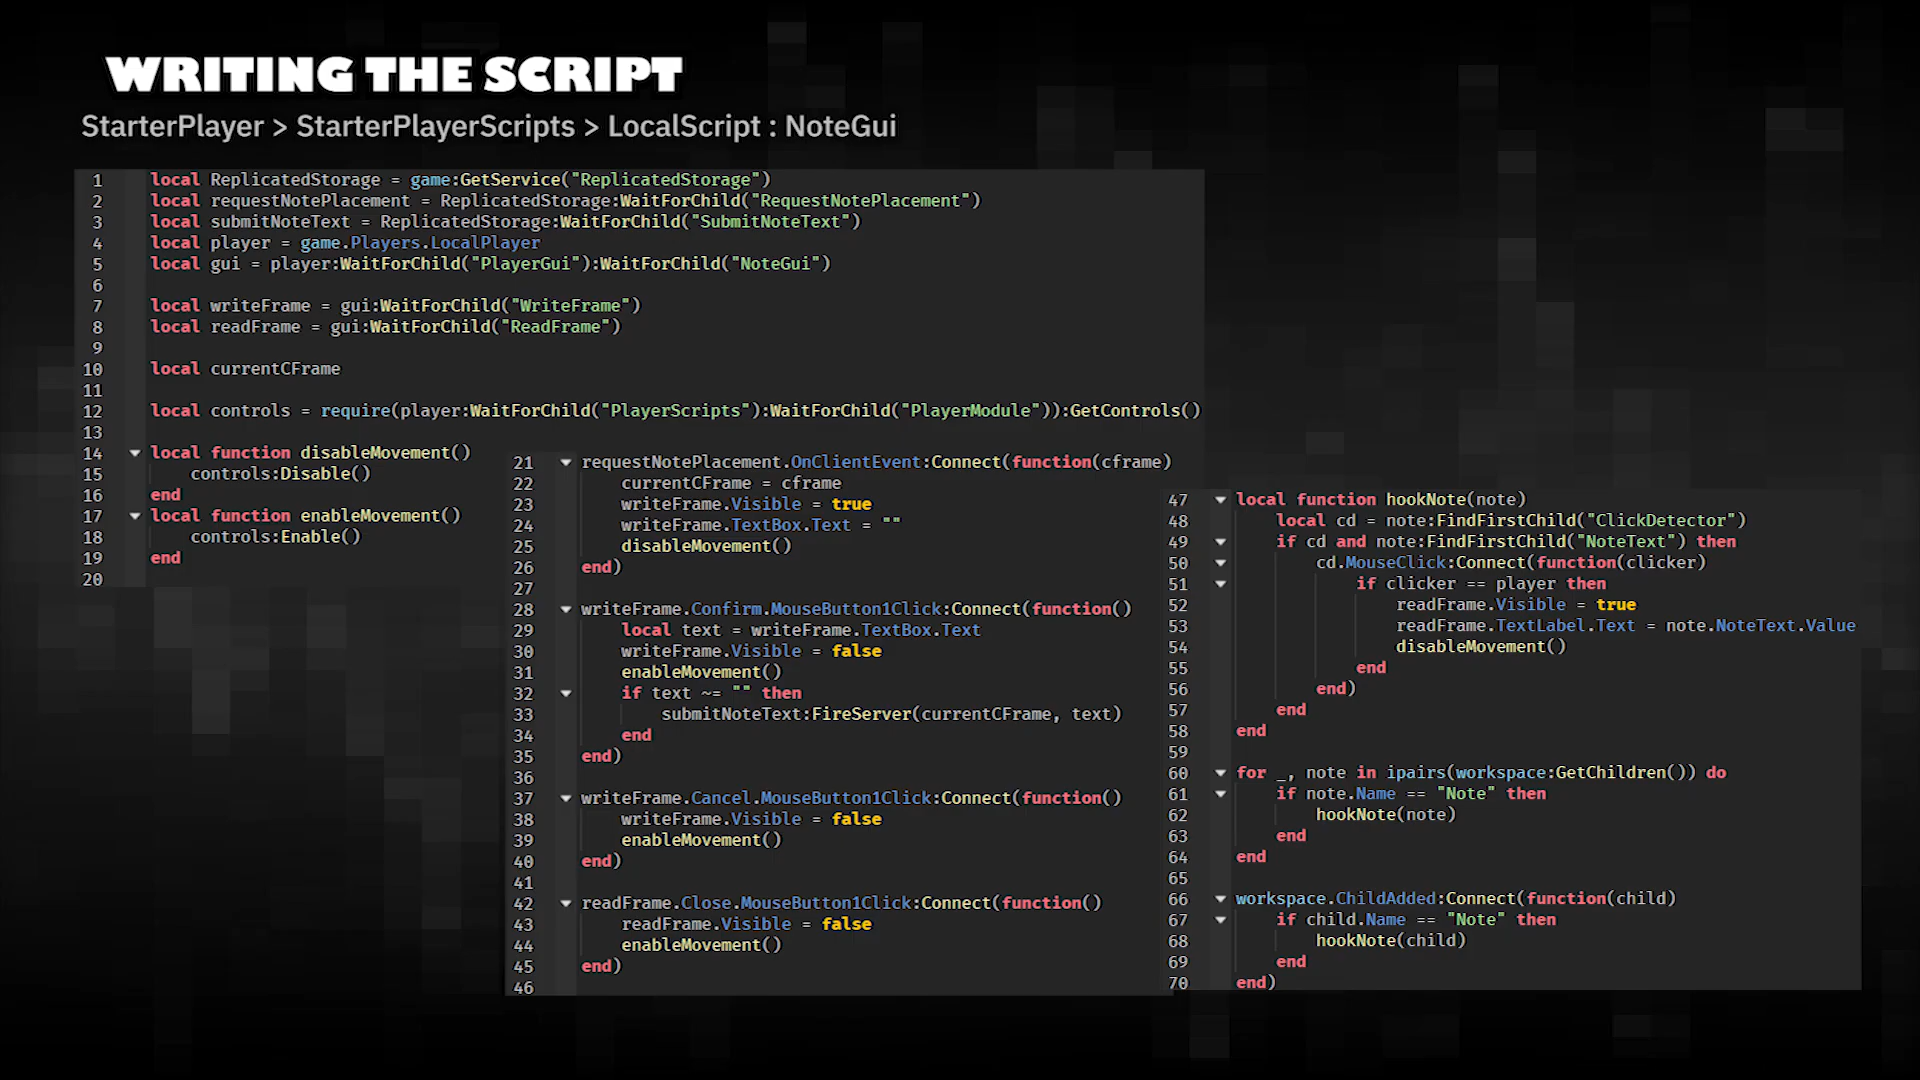 WRITING THE SCRIPT
StarterPlayer > StarterPlayerScripts > LocalScript : NoteGui
1 local ReplicatedStorage = game:GetService("ReplicatedStorage")
2 local requestNotePlacement = ReplicatedStorage:WaitForChild("RequestNotePlacement")
3 local submitNoteText = ReplicatedStorage:WaitForChild("SubmitNoteText")
4 local player = game.Players.LocalPlayer
5 local gui = player:WaitForChild("PlayerGui"):WaitForChild("NoteGui")
6
7 local writeFrame = gui:WaitForChild("WriteFrame")
8 local readFrame = gui:WaitForChild("ReadFrame")
9
10 local currentCFrame
11
12 local controls = require(player:WaitForChild("PlayerScripts"):WaitForChild("PlayerModule")):GetControls()
13
14 local function disableMovement()
15     controls:Disable()
16 end
17 local function enableMovement()
18     controls:Enable()
19 end
20
21 requestNotePlacement.OnClientEvent:Connect(function(cframe)
22     currentCFrame = cframe
23     writeFrame.Visible = true
24     writeFrame.TextBox.Text = ""
25     disableMovement()
26 end)
27
28 writeFrame.Confirm.MouseButton1Click:Connect(function()
29     local text = writeFrame.TextBox.Text
30     writeFrame.Visible = false
31     enableMovement()
32     if text ~= "" then
33         submitNoteText:FireServer(currentCFrame, text)
34     end
35 end)
36
37 writeFrame.Cancel.MouseButton1Click:Connect(function()
38     writeFrame.Visible = false
39     enableMovement()
40 end)
41
42 readFrame.Close.MouseButton1Click:Connect(function()
43     readFrame.Visible = false
44     enableMovement()
45 end)
46
47 local function hookNote(note)
48     local cd = note:FindFirstChild("ClickDetector")
49     if cd and note:FindFirstChild("NoteText") then
50         cd.MouseClick:Connect(function(clicker)
51             if clicker == player then
52                 readFrame.Visible = true
53                 readFrame.TextLabel.Text = note.NoteText.Value
54                 disableMovement()
55             end
56         end)
57     end
58 end
59
60 for _, note in ipairs(workspace:GetChildren()) do
61     if note.Name == "Note" then
62         hookNote(note)
63     end
64 end
65
66 workspace.ChildAdded:Connect(function(child)
67     if child.Name == "Note" then
68         hookNote(child)
69     end
70 end)